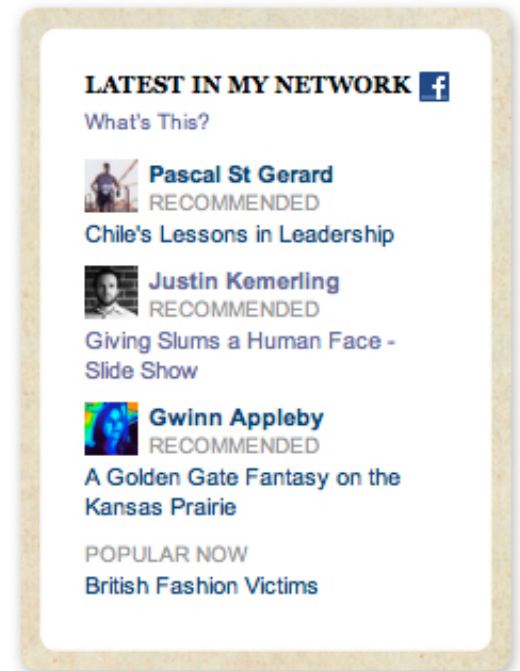 LATEST IN MY NETWORK f
What's This?
Pascal St Gerard
RECOMMENDED
Chile's Lessons in Leadership
Justin Kemerling
RECOMMENDED
Giving Slums a Human Face -
Slide Show
Gwinn Appleby
RECOMMENDED
A Golden Gate Fantasy on the
Kansas Prairie
POPULAR NOW
British Fashion Victims